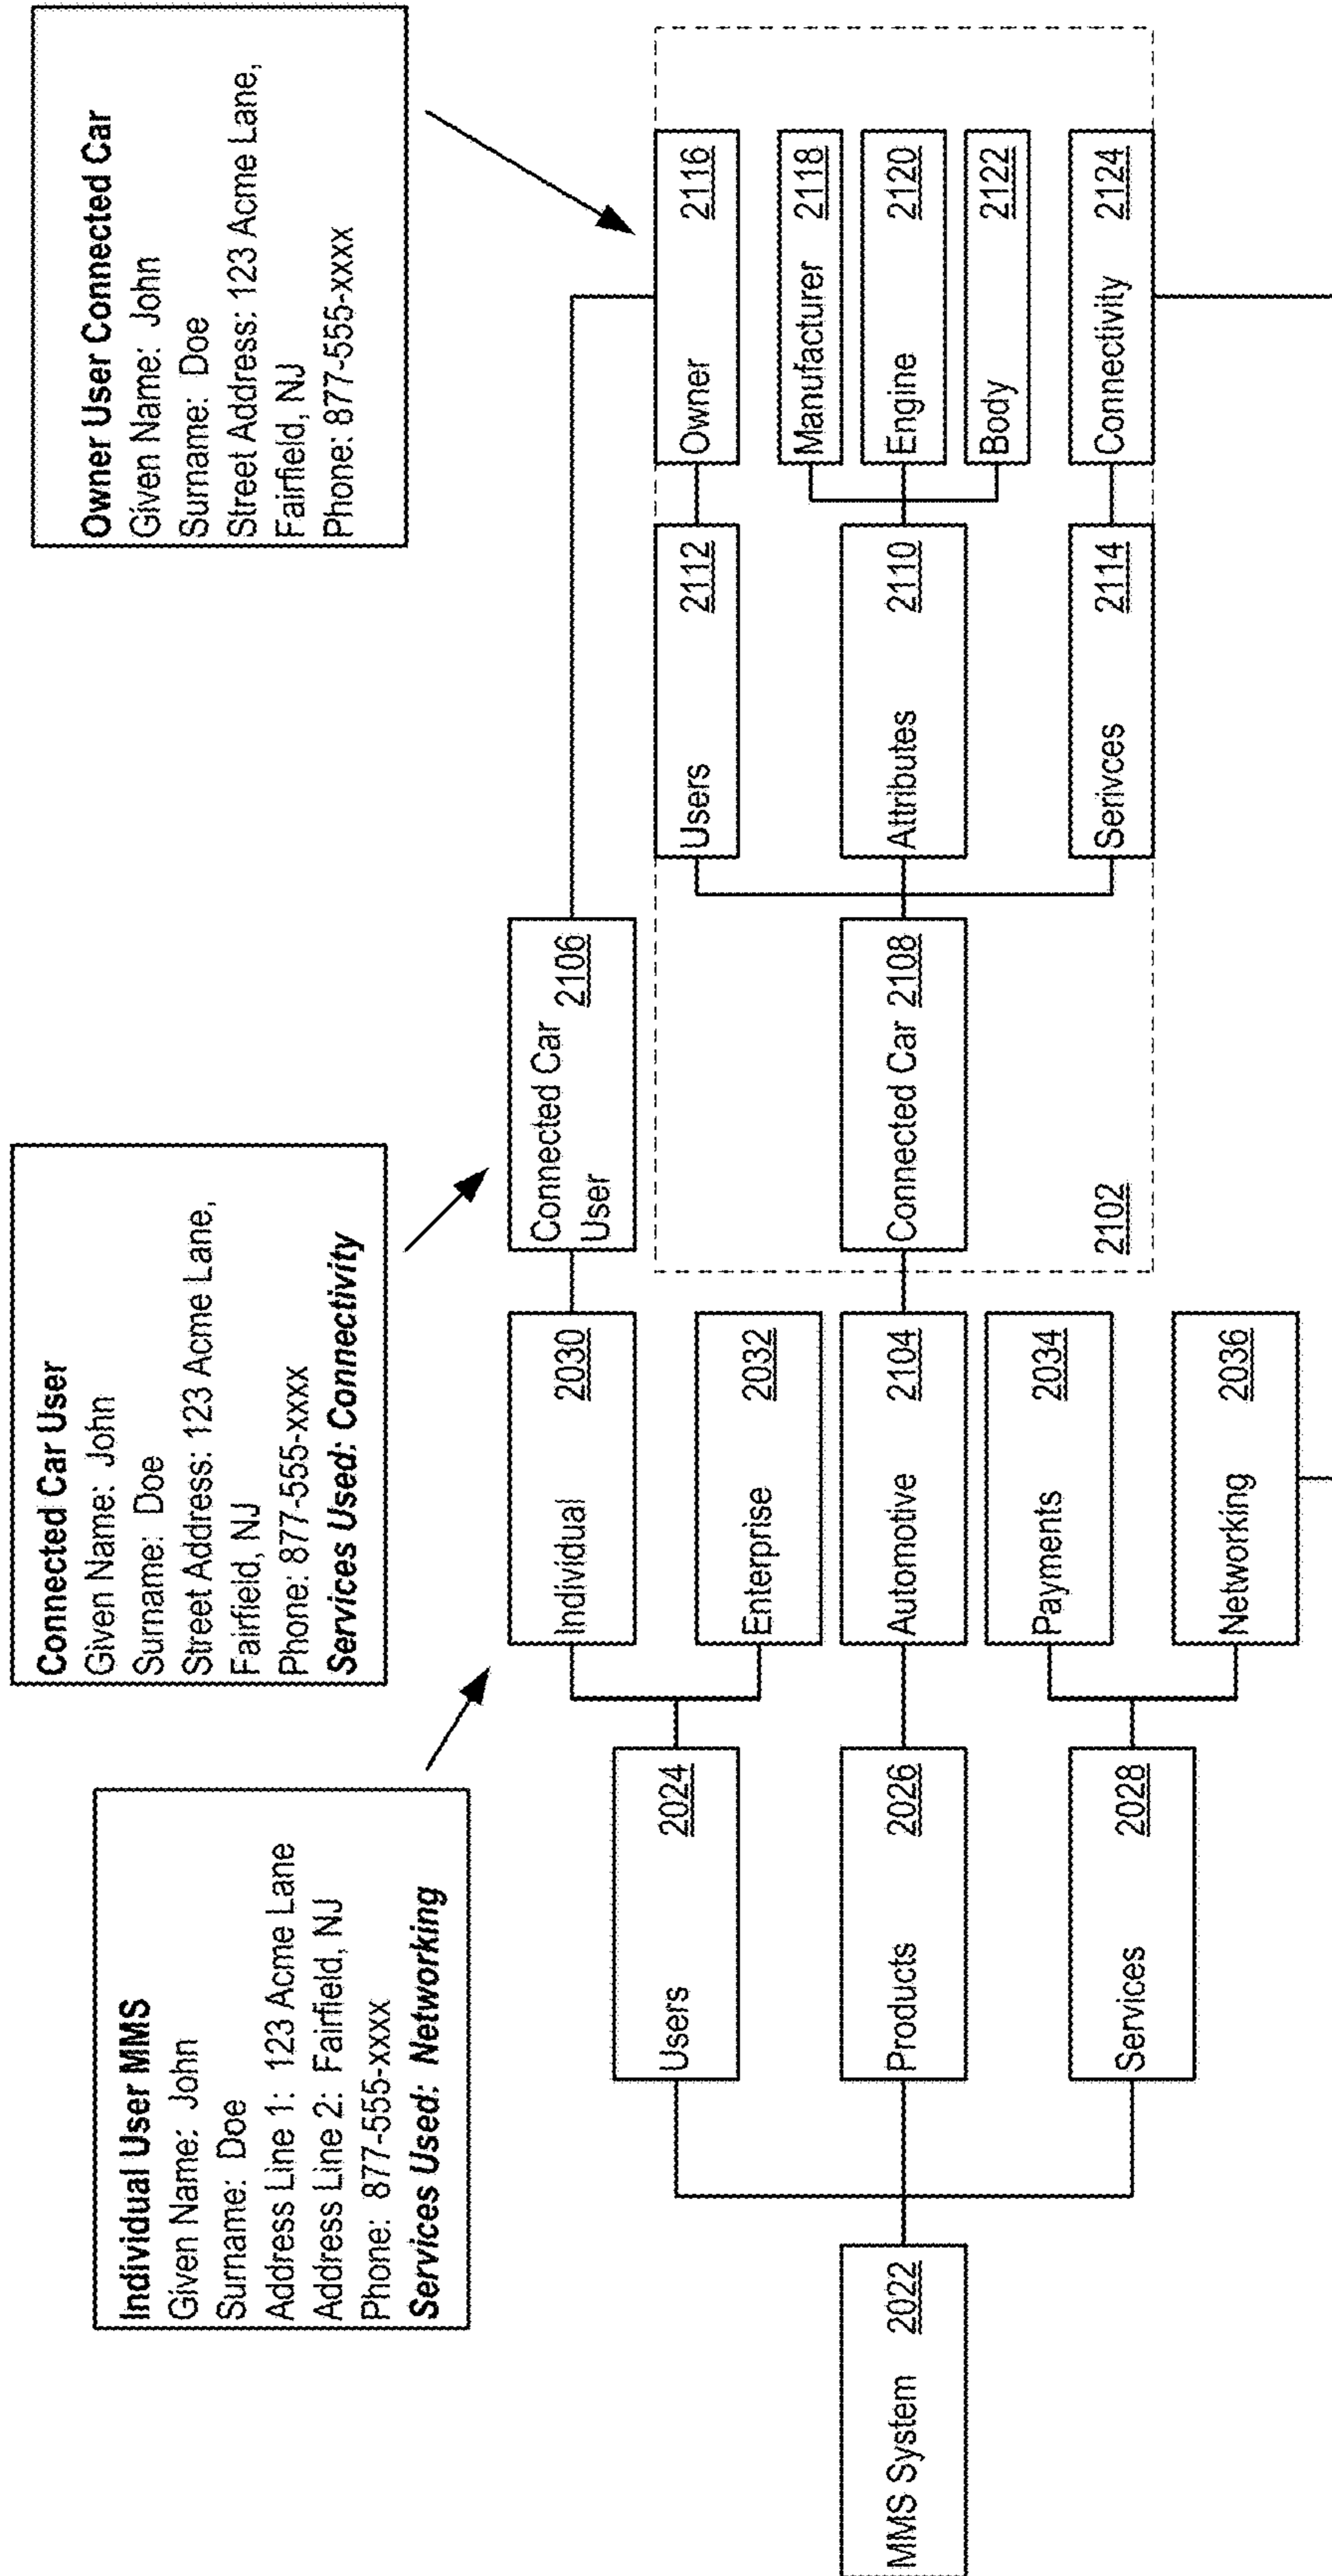 Individual User MMS
Given Name: John
Surname: Doe
Address Line 1: 123 Acme Lane
Address Line 2: Fairfield, NJ
Phone: 877-555-xxxx
Services Used: Networking
Connected Car User
Given Name: John
Surname: Doe
Street Address: 123 Acme Lane,
Fairfield, NJ
Phone: 877-555-xxxx
Services Used: Connectivity
Owner User Connected Car
Given Name: John
Surname: Doe
Street Address: 123 Acme Lane,
Fairfield, NJ
Phone: 877-555-xxxx
MMS System 2022
Users 2024
Products 2026
Services 2028
Individual 2030
Enterprise 2032
Automotive 2104
Payments 2034
Networking 2036
Connected Car
User 2106
Connected Car 2108
2102
Users 2112
Attributes 2110
Serivces 2114
Owner 2116
Manufacturer 2118
Engine 2120
Body 2122
Connectivity 2124